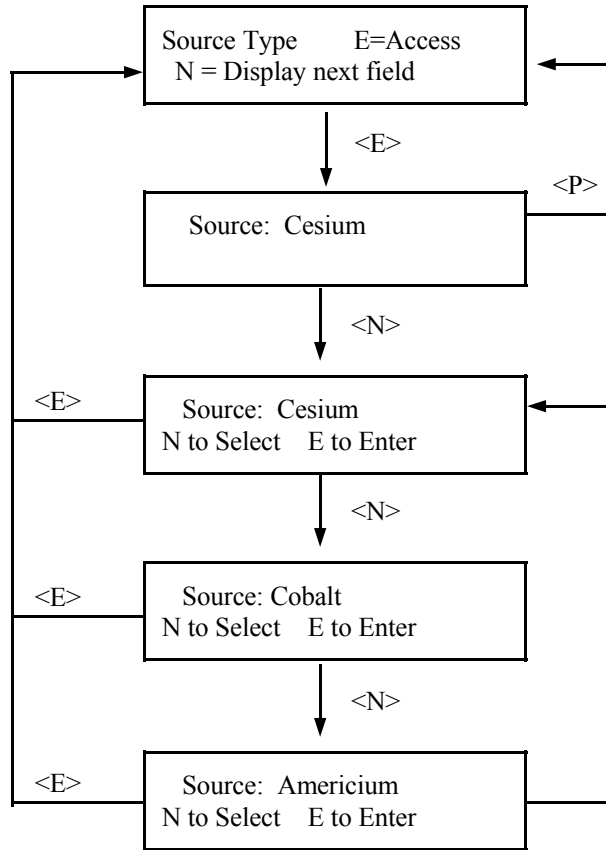 Source Type E=Access
N = Display next field
<E>
<P>
Source: Cesium
<N>
<E>
Source: Cesium
N to Select E to Enter
<N>
<E>
Source: Cobalt
N to Select E to Enter
<N>
<E>
Source: Americium
N to Select E to Enter